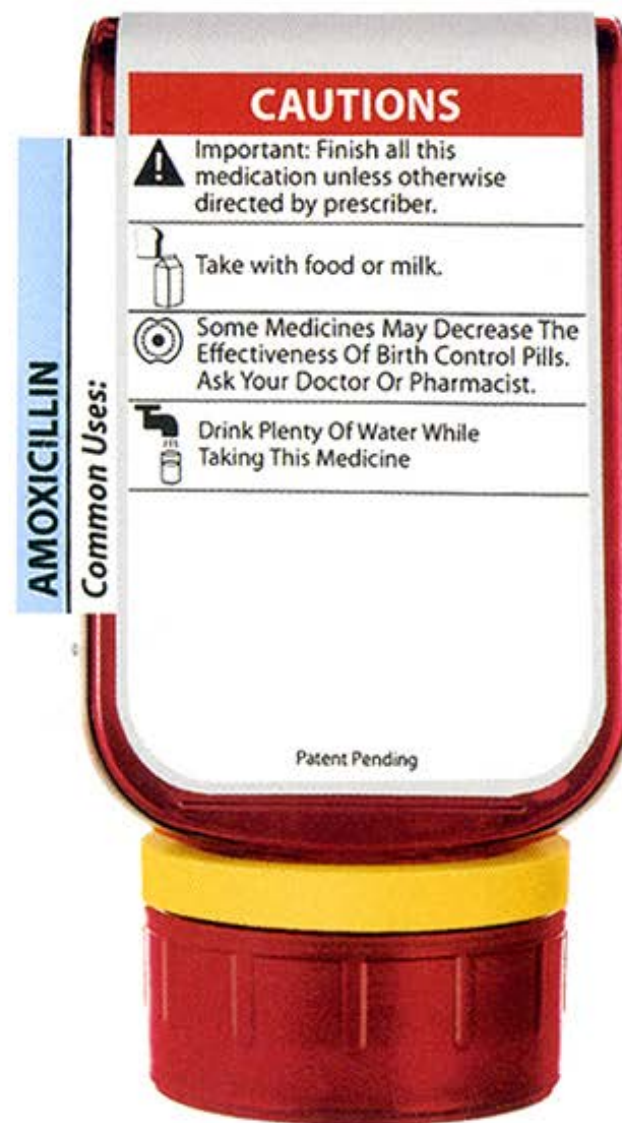 CAUTIONS
Important: Finish all this
medication unless otherwise
directed by prescriber.
Take with food or milk.
Some Medicines May Decrease The
Effectiveness Of Birth Control Pills.
Ask Your Doctor Or Pharmacist.
Drink Plenty Of Water While
Taking This Medicine
Patent Pending
AMOXICILLIN
Common Uses: